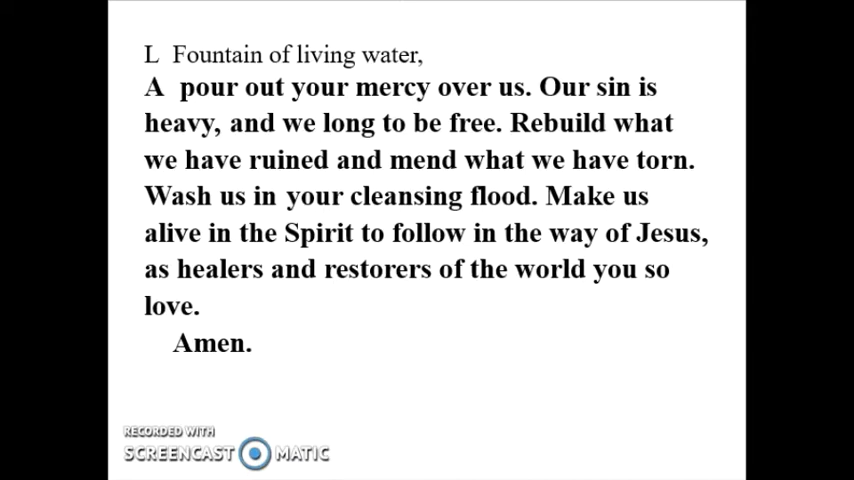 L Fountain of living water,
A pour out your mercy over us. Our sin is
heavy, and we long to be free. Rebuild what
we have ruined and mend what we have torn.
Wash us in your cleansing flood. Make us
alive in the Spirit to follow in the way of Jesus,
as healers and restorers of the world you so
love.
Amen.
RECORDED WITH
SCREENCAST MATIC